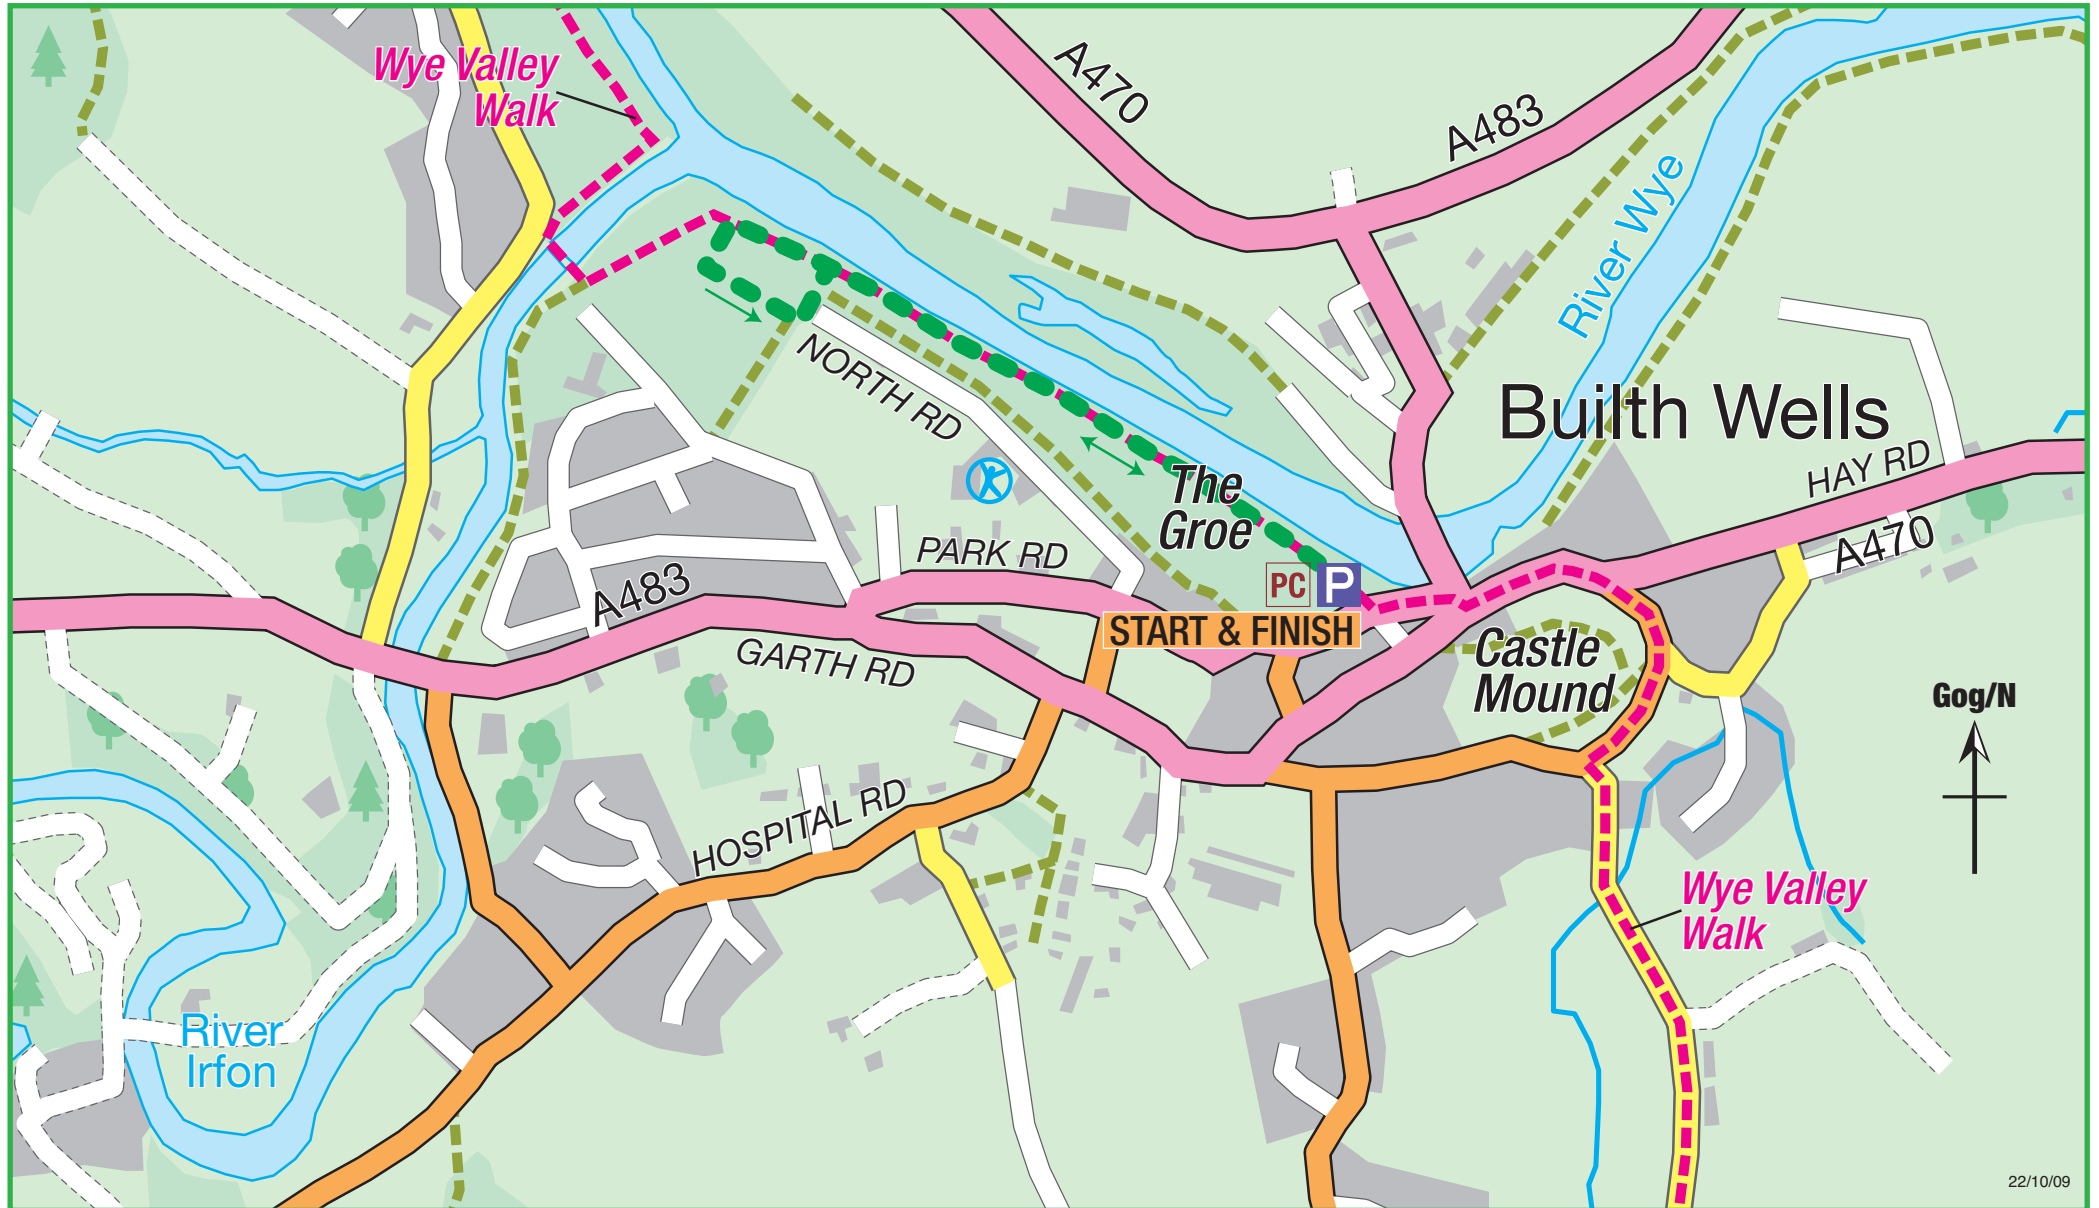 Wye Valley
Walk
A470
A483
River Wye
Builth Wells
HAY RD
A470
NORTH RD
The
Groe
PARK RD
PC
P
START & FINISH
A483
GARTH RD
Castle
Mound
Gog/N
HOSPITAL RD
Wye Valley
Walk
River
Irfon
22/10/09